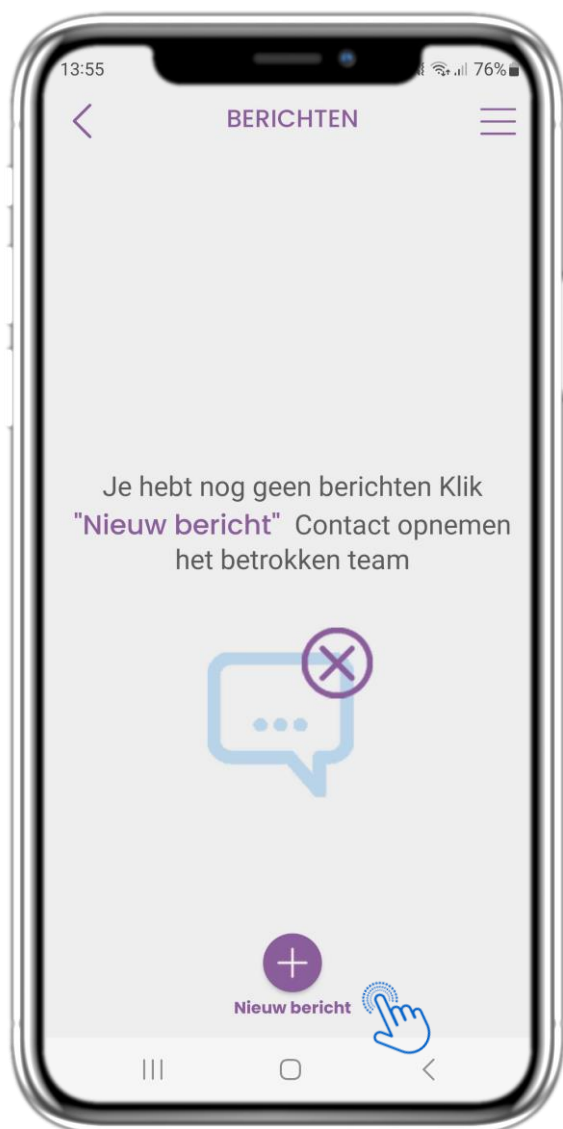 13:55 76%
BERICHTEN
Je hebt nog geen berichten Klik
"Nieuw bericht" Contact opnemen
het betrokken team
Nieuw bericht